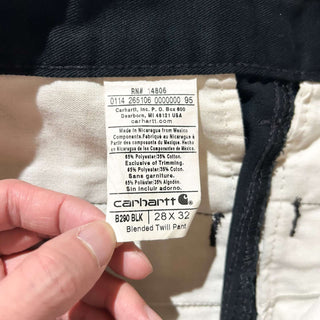 RN# 14806
0114 265106 0000000 95
Carhartt, Inc. P.O. Box 600
Dearborn, MI 48121 USA
carhartt.com
Made in Nicaragua from Mexico
Components.Fabriqué au Nicaragua à
Partir de composants du Mexique.
Hecho en Nicaragua
de Los Componentes de Mexico.
65% Polyester/35% Cotton.
Exclusive of Trimming.
65% Polyester/35% Coton.
Sans garniture.
65% Poliéster/35% Algodón.
Sin incluir adorno.
carhartt
B290 BLK 28 X 32
Blended Twill Pant